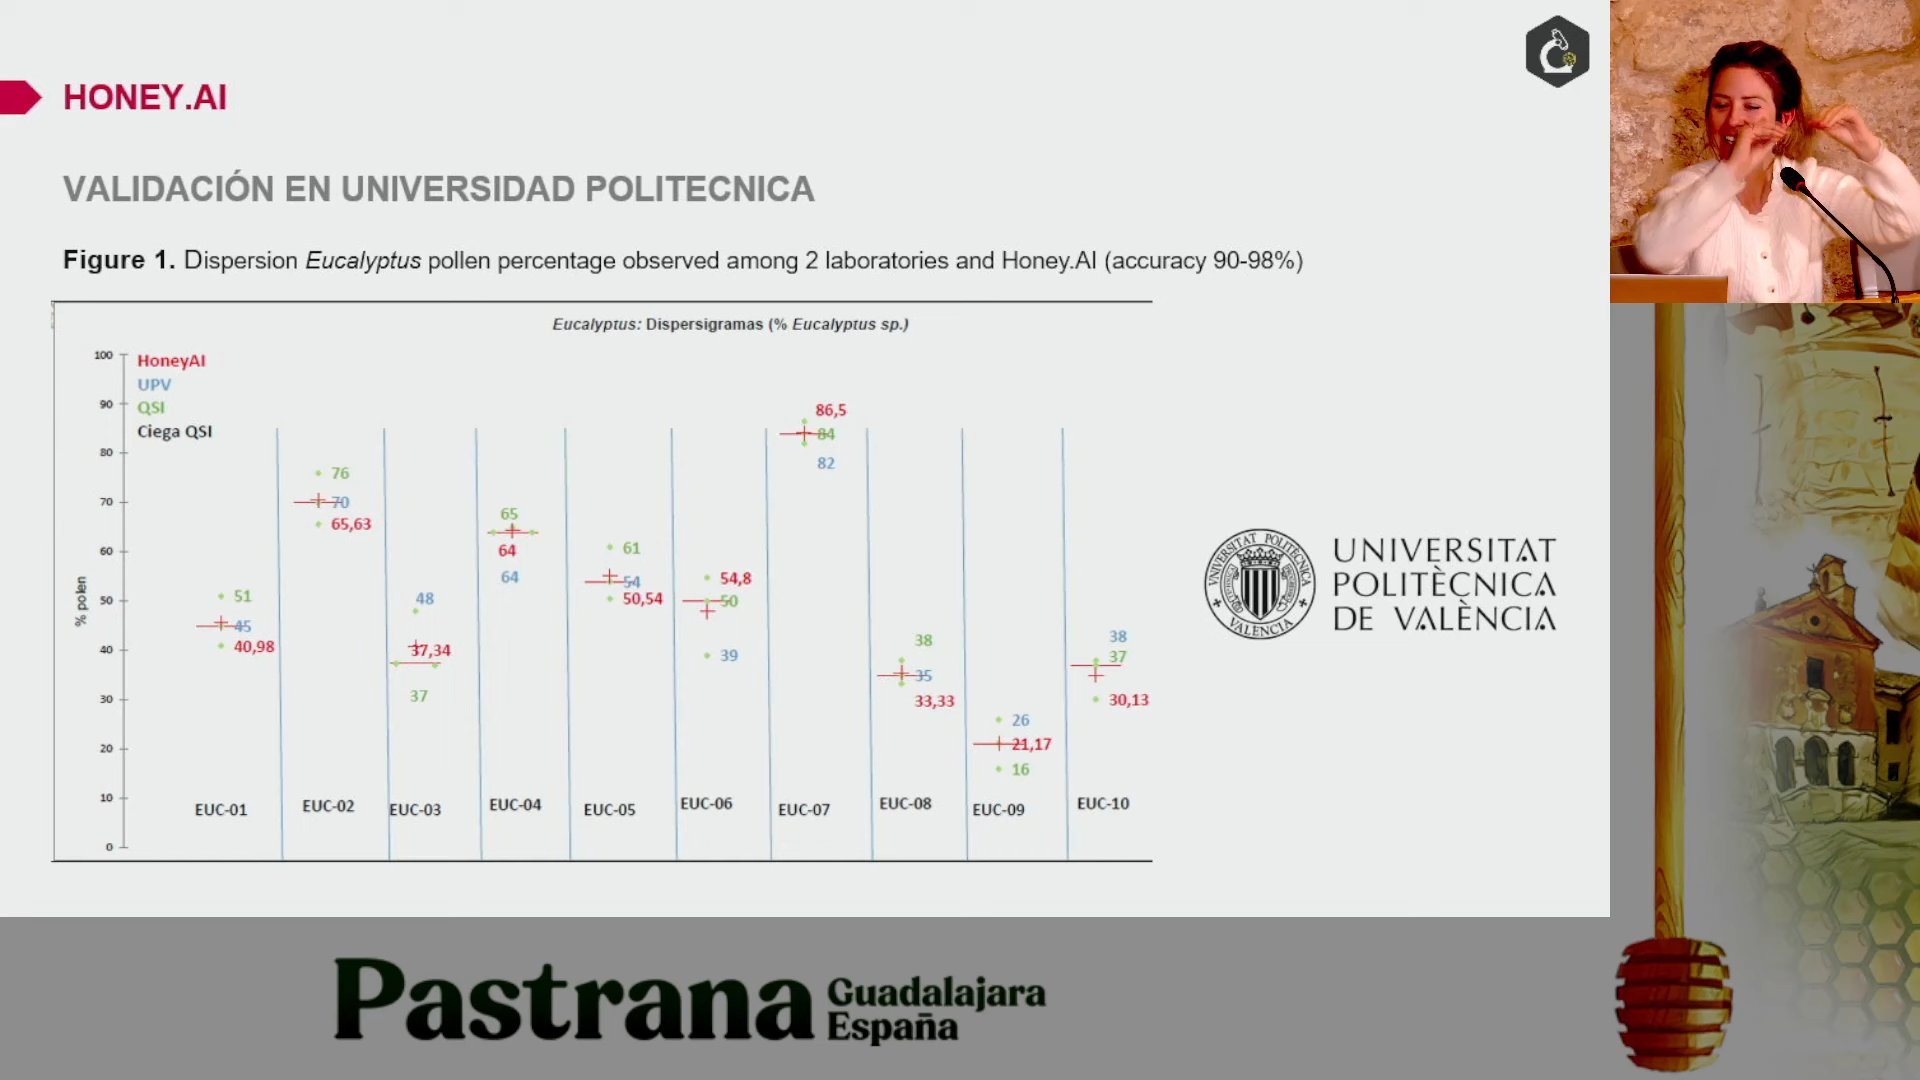 HONEY.AI
VALIDACIÓN EN UNIVERSIDAD POLITECNICA
Figure 1. Dispersion Eucalyptus pollen percentage observed among 2 laboratories and Honey.AI (accuracy 90-98%)
Eucalyptus: Dispersigramas (% Eucalyptus sp.)
% polen
100
90
80
70
60
50
40
30
20
10
0
HoneyAI
UPV
QSI
Ciega QSI
51
45
40,98
EUC-01
76
70
65,63
EUC-02
48
37,34
37
EUC-03
65
64
64
EUC-04
61
54
50,54
EUC-05
54,8
50
39
EUC-06
86,5
84
82
EUC-07
38
35
33,33
EUC-08
26
21,17
16
EUC-09
38
37
30,13
EUC-10
UNIVERSITAT POLITÈCNICA
VALÈNCIA
UNIVERSITAT
POLITÈCNICA
DE VALÈNCIA
Pastrana
Guadalajara
España